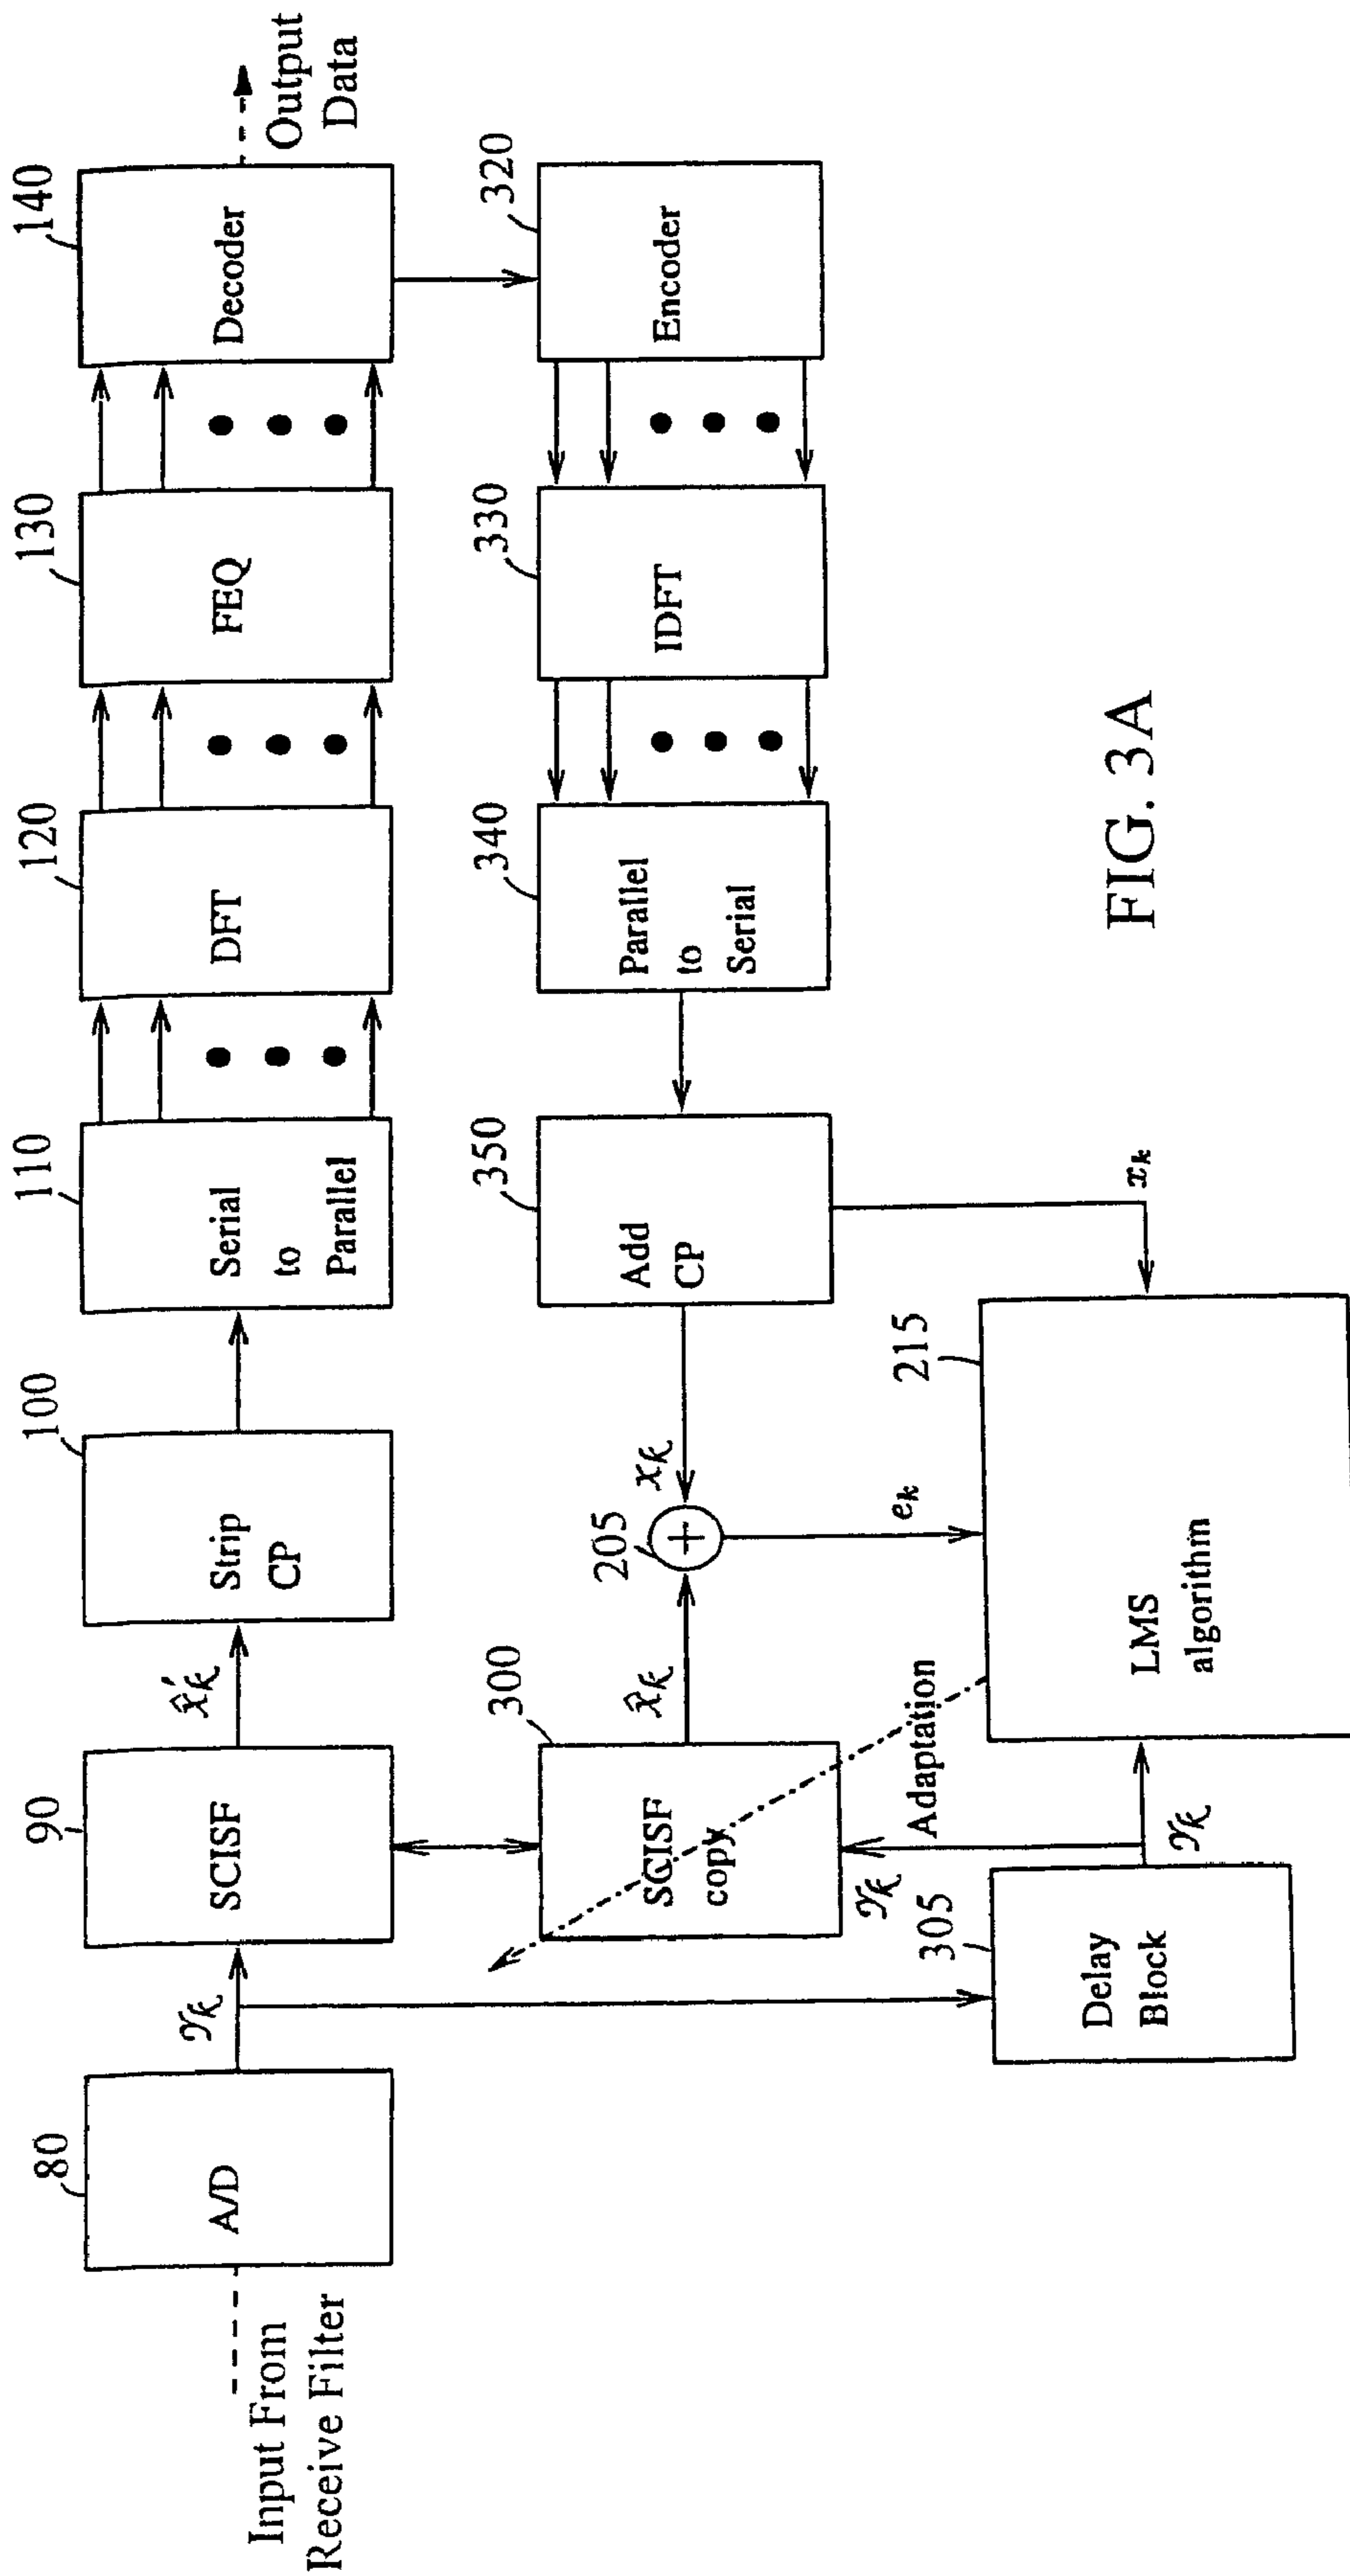 Input From
Receive Filter
80
A/D
y_k
90
SCISF
x̂'_k
100
Strip
CP
110
Serial
to
Parallel
120
DFT
130
FEQ
140
Decoder
Output
Data
320
Encoder
330
IDFT
340
Parallel
to
Serial
350
Add
CP
x_k
x_k
205
+
x̂_k
300
SCISF
copy
e_k
215
LMS
algorithm
Adaptation
y_k
y_k
305
Delay
Block
FIG. 3A